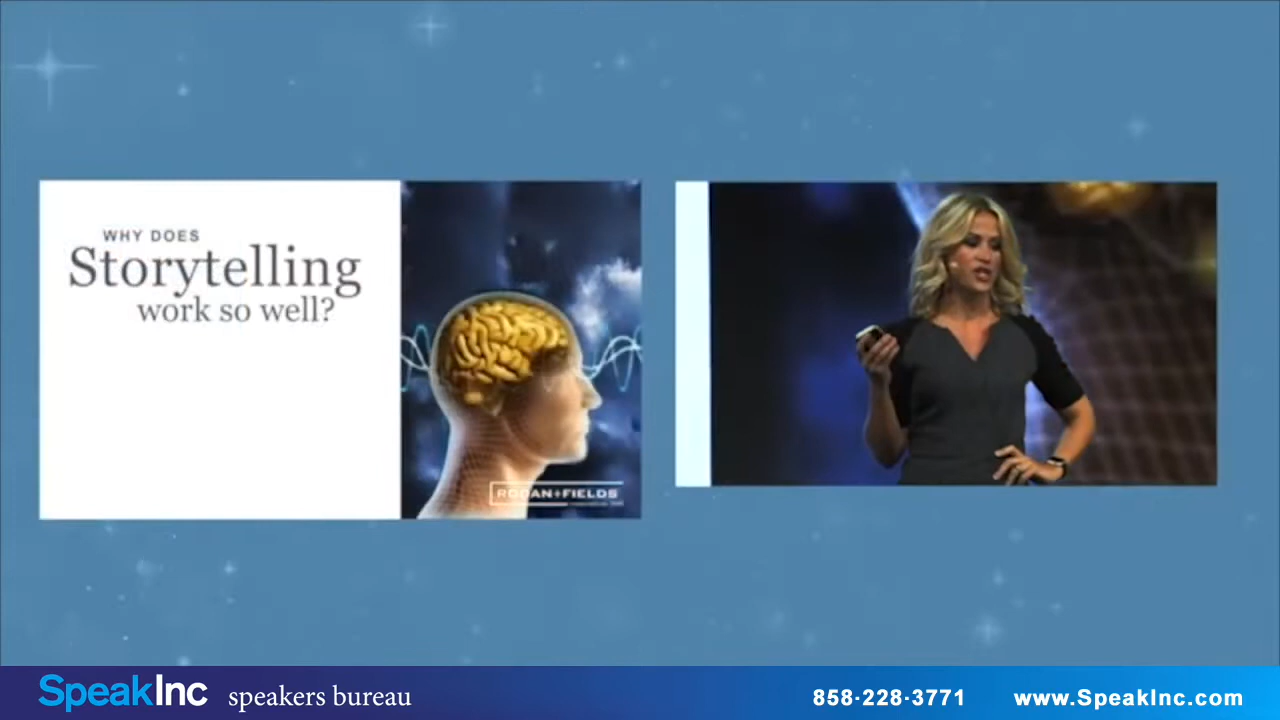 WHY DOES
Storytelling
work so well?
RODAN+FIELDS
SpeakInc speakers bureau
858-228-3771
www.SpeakInc.com